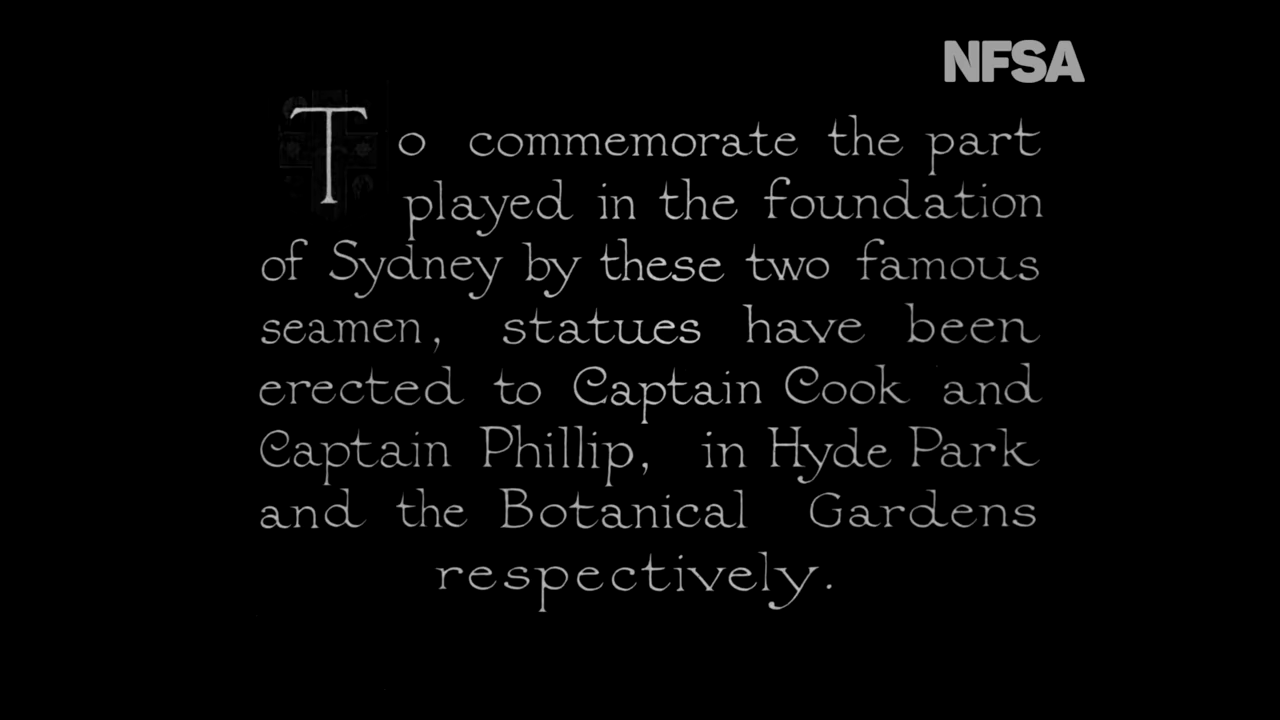 NFSA
To commemorate the part
played in the foundation
of Sydney by these two famous
seamen, statues have been
erected to Captain Cook and
Captain Phillip, in Hyde Park
and the Botanical Gardens
respectively.